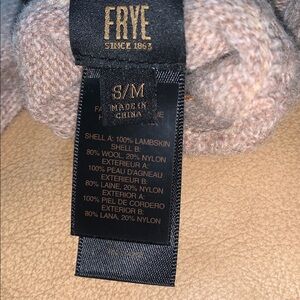 FRYE
SINCE 1863
S/M
MADE IN
CHINA
SHELL A: 100% LAMBSKIN
SHELL B:
80% WOOL, 20% NYLON
EXTERIEUR A:
100% PEAU D'AGNEAU
EXTERIEUR B:
80% LAINE, 20% NYLON
EXTERIOR A:
100% PIEL DE CORDERO
EXTERIOR B:
80% LANA, 20% NYLON